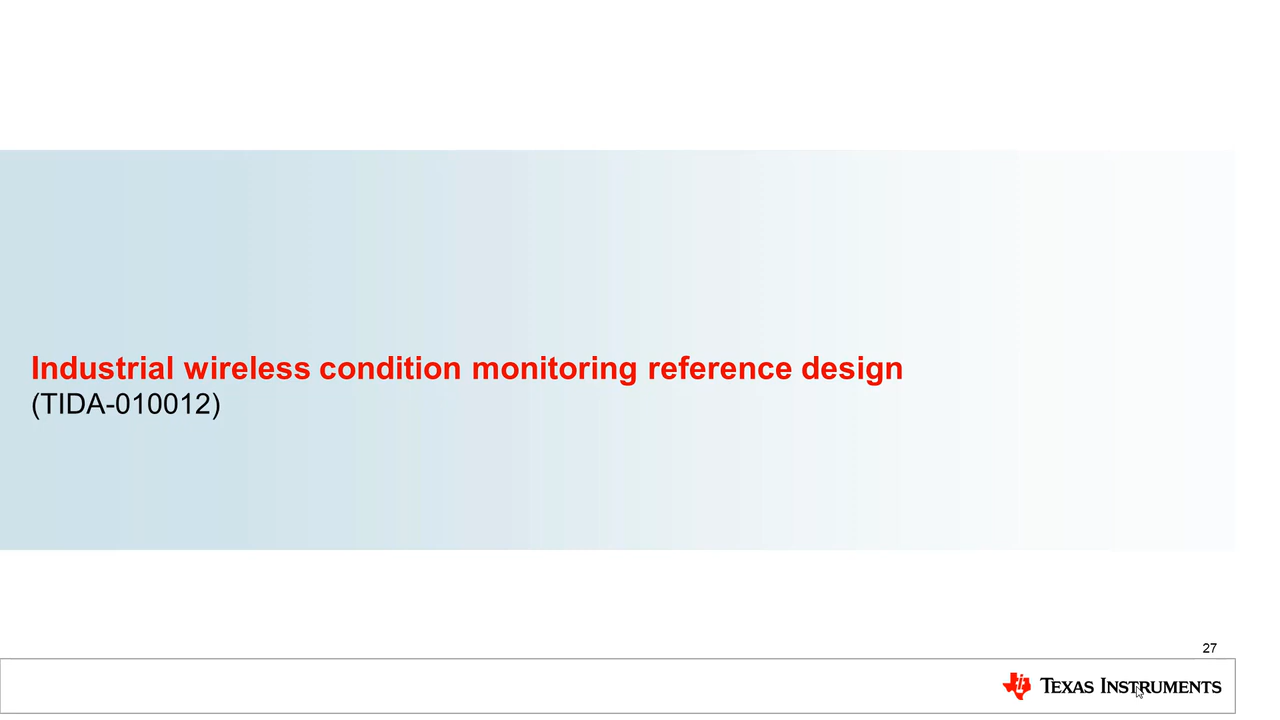 Industrial wireless condition monitoring reference design
(TIDA-010012)
27
TEXAS INSTRUMENTS